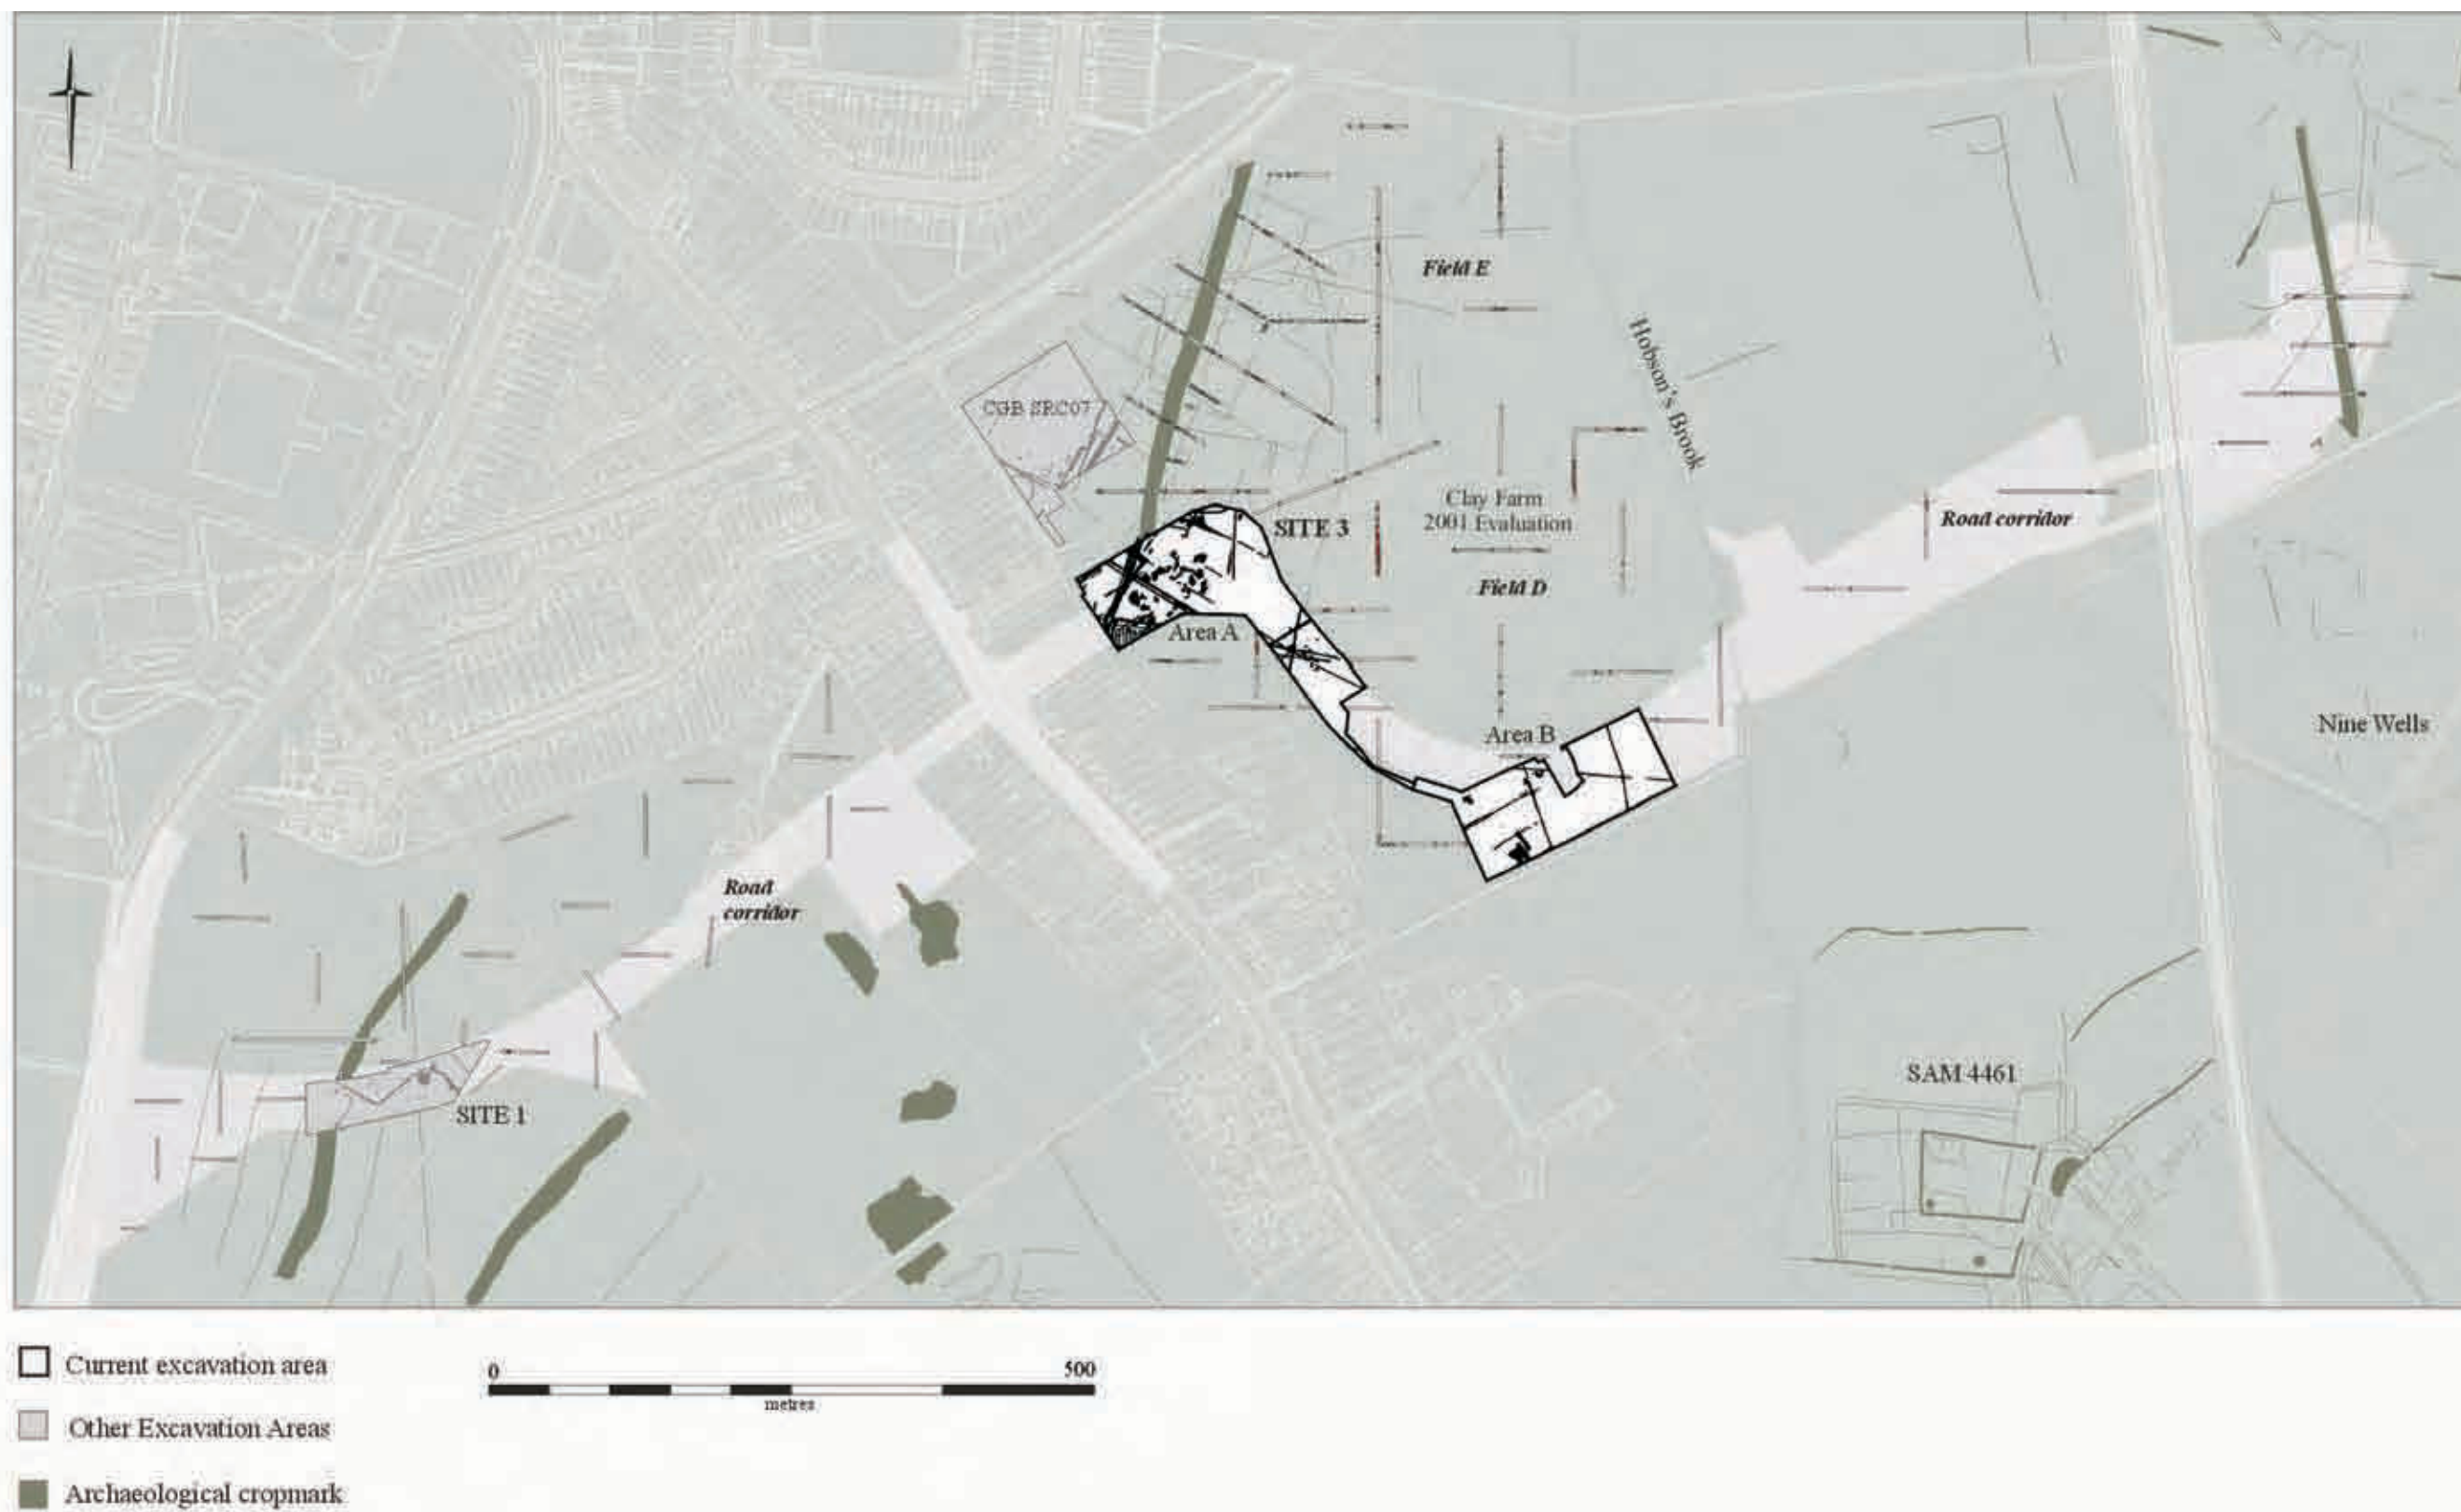 Field E
Hobson's Brook
CGB SRC07
Clay Farm
2001 Evaluation
SITE 3
Road corridor
Field D
Area A
Area B
Nine Wells
Road
corridor
SAM 4461
SITE 1
Current excavation area
Other Excavation Areas
Archaeological cropmark
0
500
metres